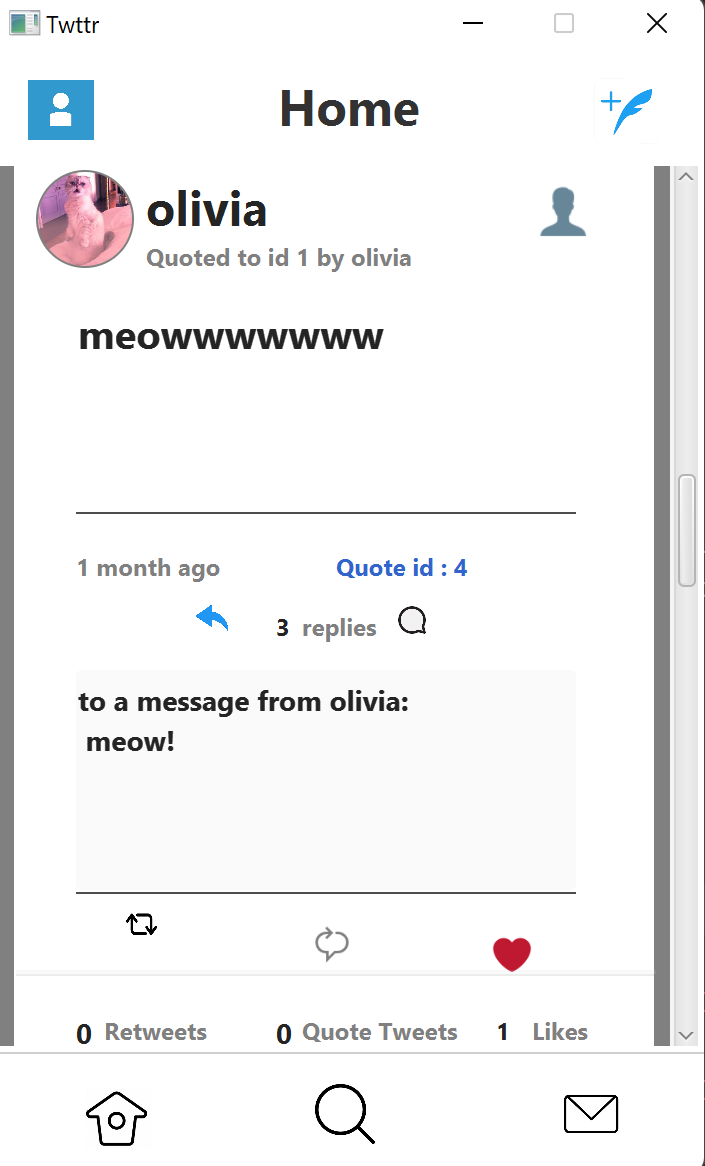 Twttr
Home
olivia
Quoted to id 1 by olivia
meowwwwwww
1 month ago
Quote id : 4
3 replies
to a message from olivia:
meow!
0 Retweets
0 Quote Tweets
1 Likes